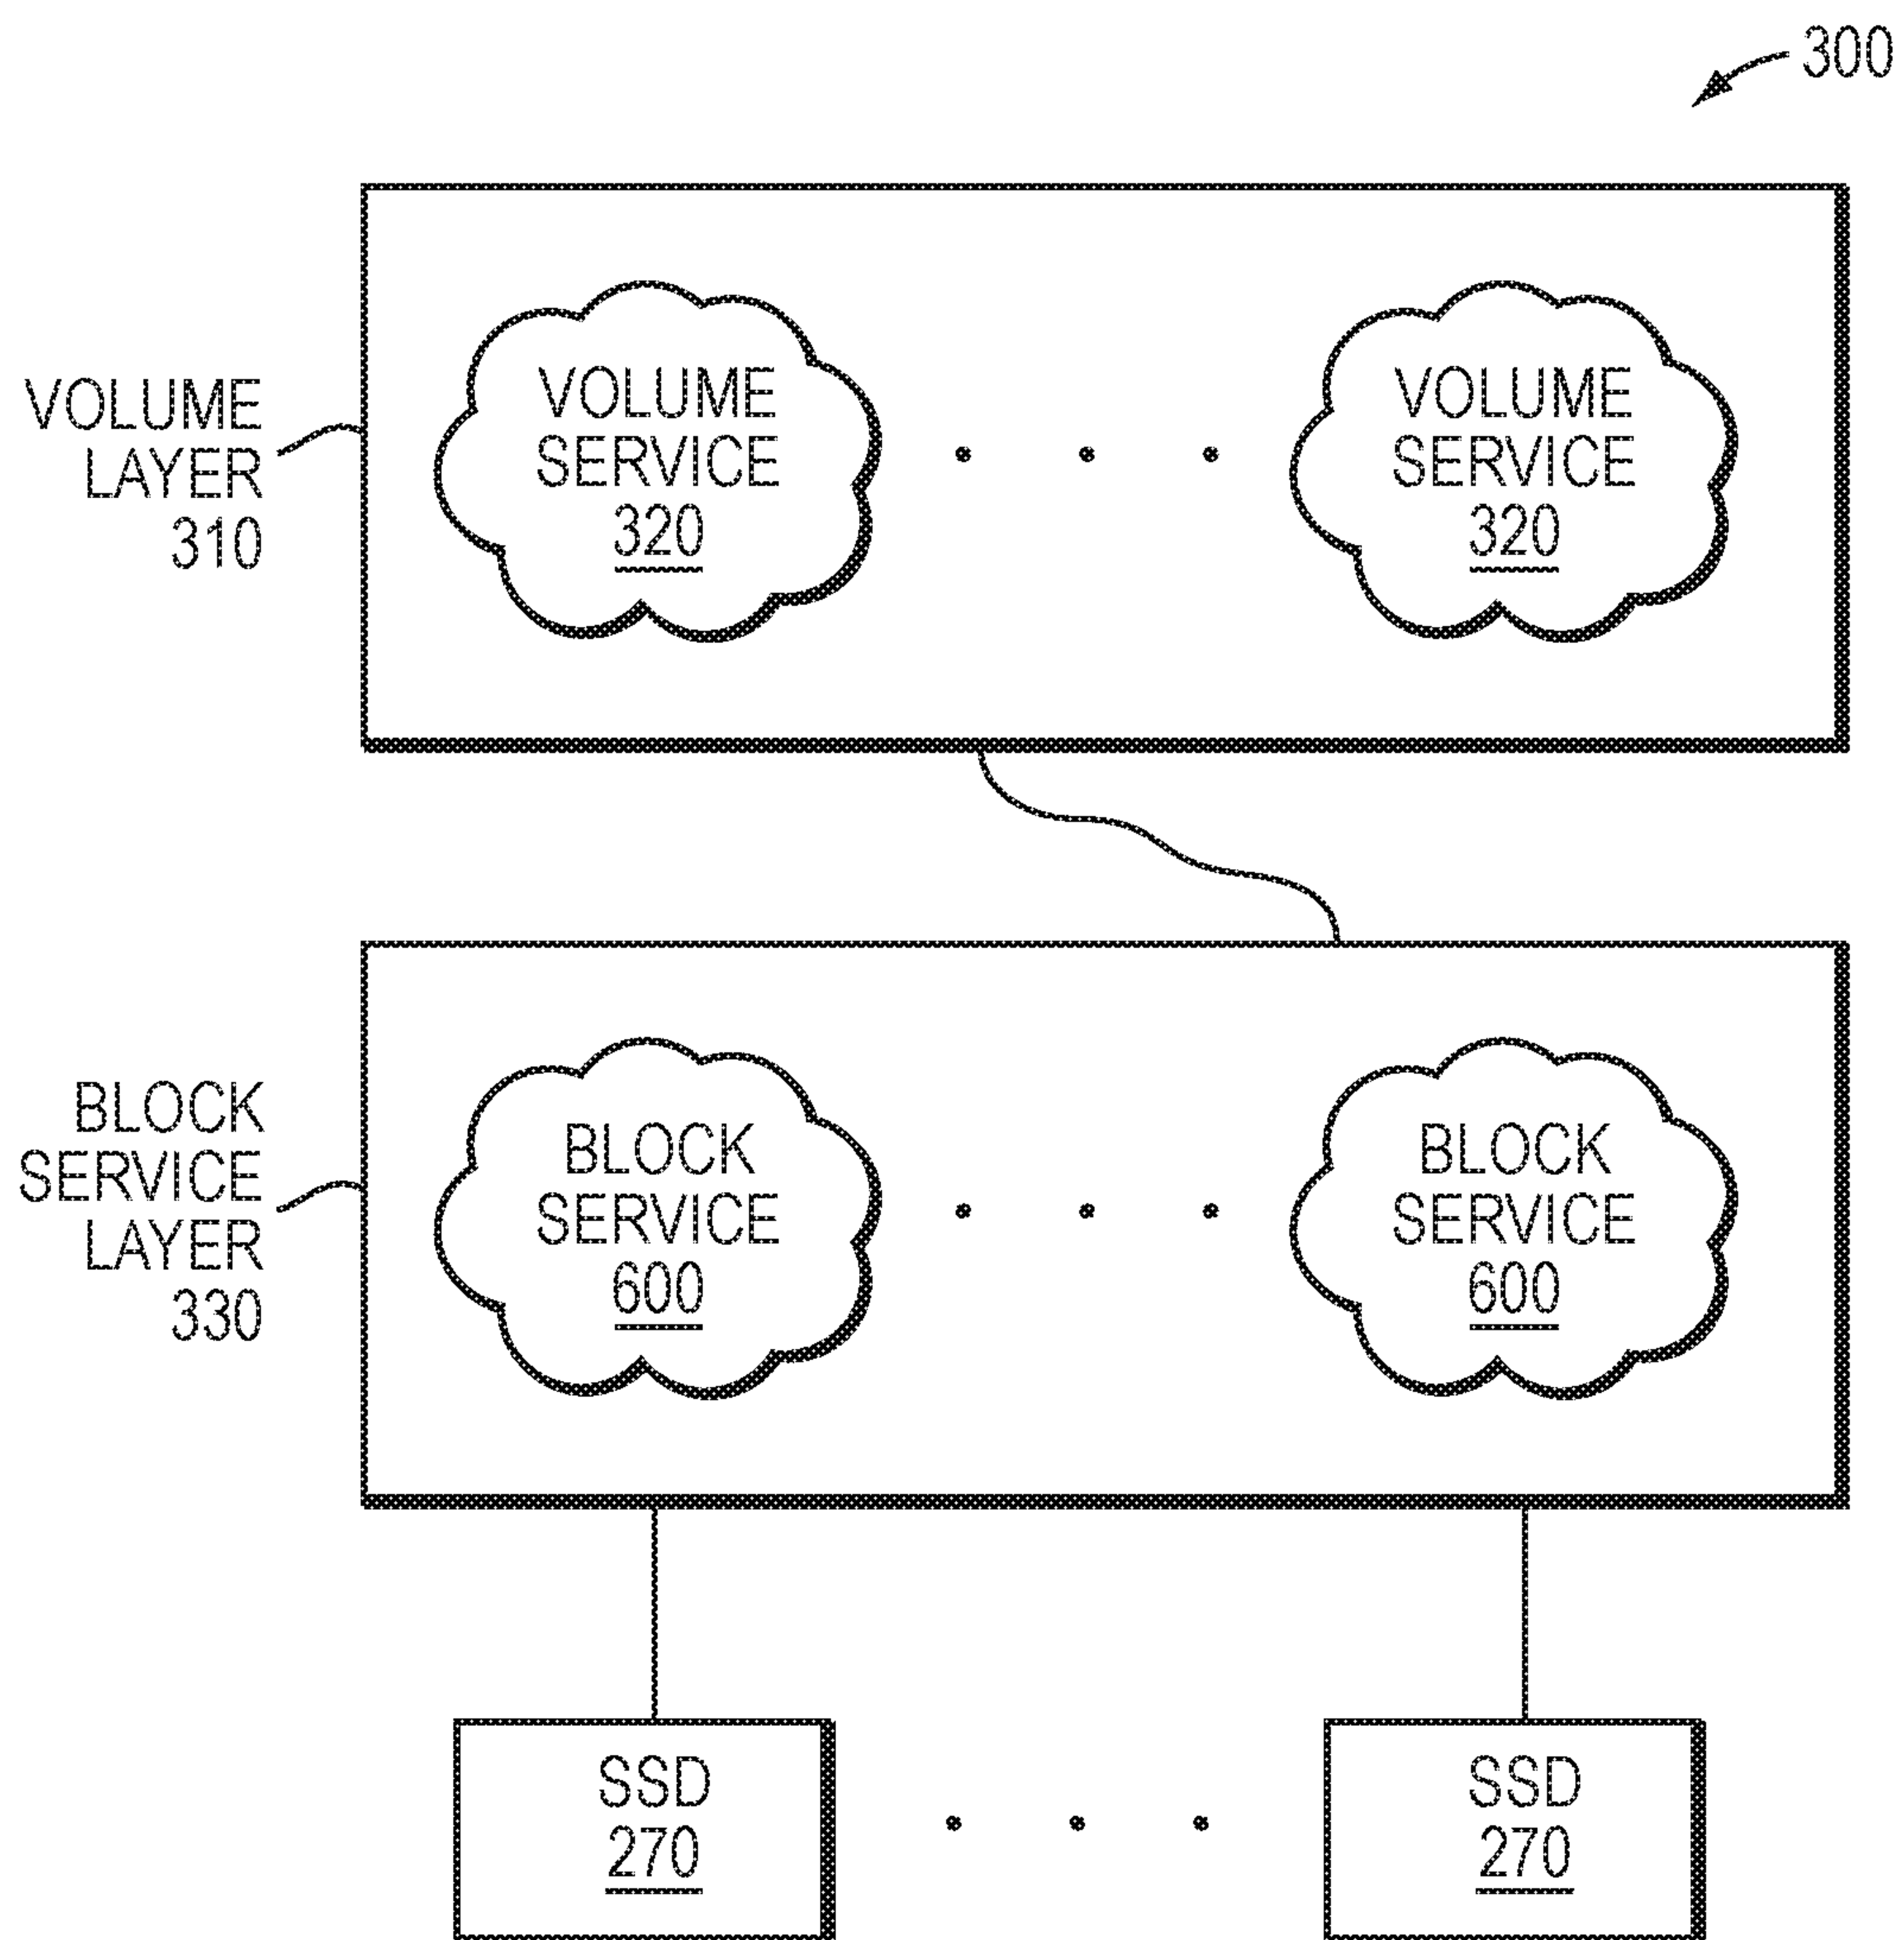 300
VOLUME
LAYER
310
VOLUME
SERVICE
320
VOLUME
SERVICE
320
BLOCK
SERVICE
LAYER
330
BLOCK
SERVICE
600
BLOCK
SERVICE
600
SSD
270
SSD
270